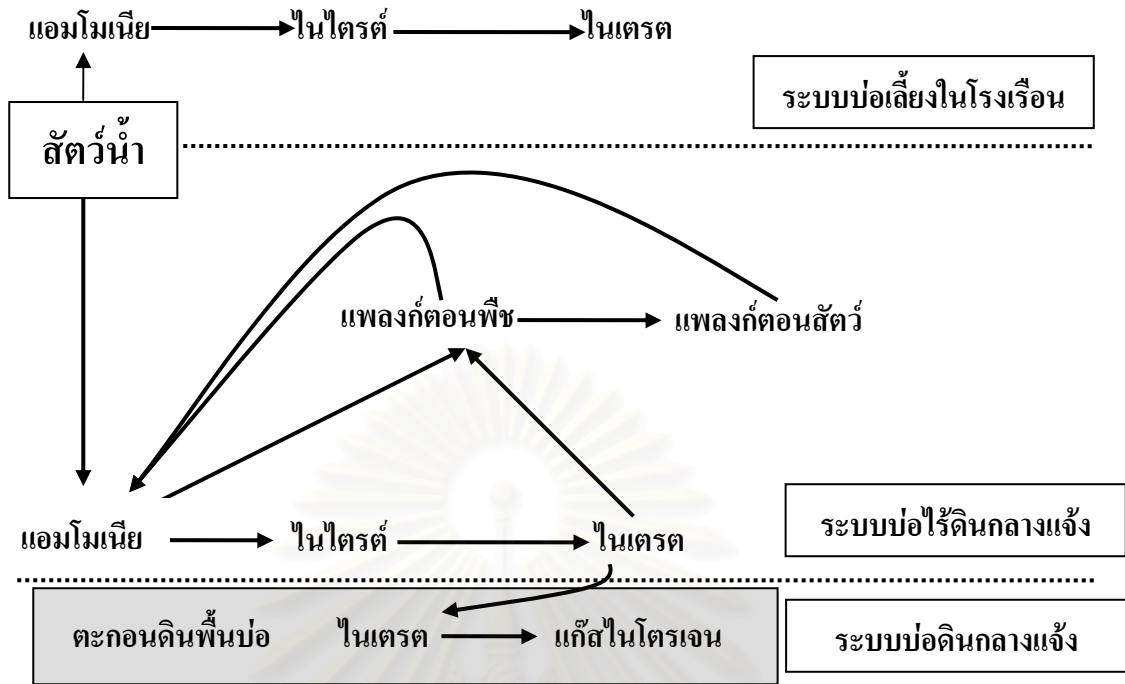 แอมโมเนีย ไนไตรต์ ไนเตรต
ระบบบ่อเลี้ยงในโรงเรือน
สัตว์น้ำ
แพลงก์ตอนพืช แพลงก์ตอนสัตว์
แอมโมเนีย ไนไตรต์ ไนเตรต
ระบบบ่อไร้ดินกลางแจ้ง
ตะกอนดินพื้นบ่อ ไนเตรต แก๊สไนโตรเจน
ระบบบ่อดินกลางแจ้ง